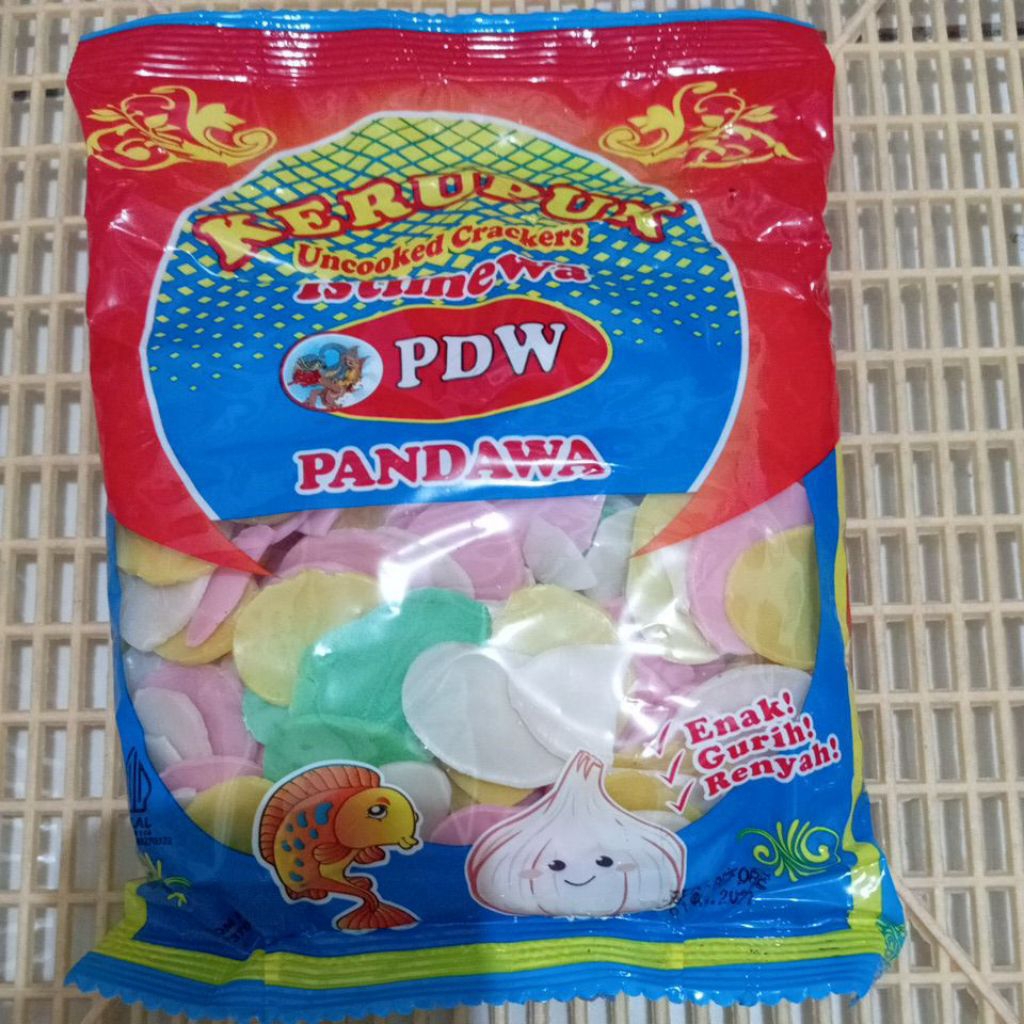 KERUPUK
Uncooked Crackers
Istimewa
PDW
PANDAWA
Enak!
Gurih!
Renyah!